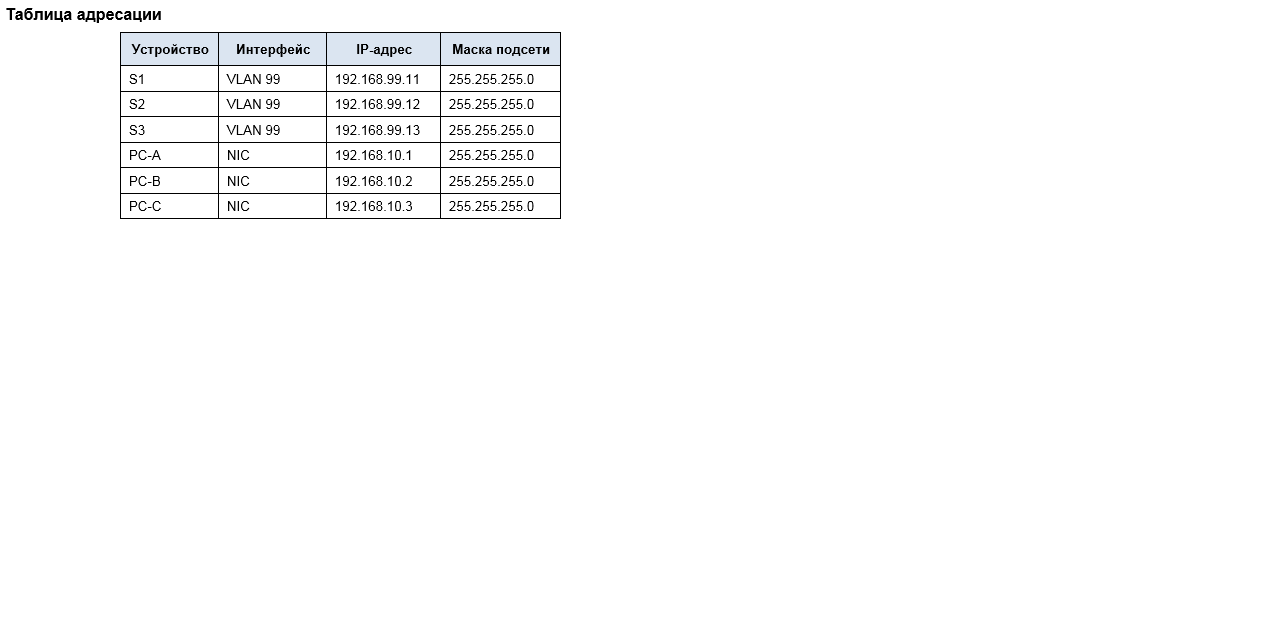 Таблица адресации
Устройство Интерфейс IP-адрес Маска подсети
S1 VLAN 99 192.168.99.11 255.255.255.0
S2 VLAN 99 192.168.99.12 255.255.255.0
S3 VLAN 99 192.168.99.13 255.255.255.0
PC-A NIC 192.168.10.1 255.255.255.0
PC-B NIC 192.168.10.2 255.255.255.0
PC-C NIC 192.168.10.3 255.255.255.0